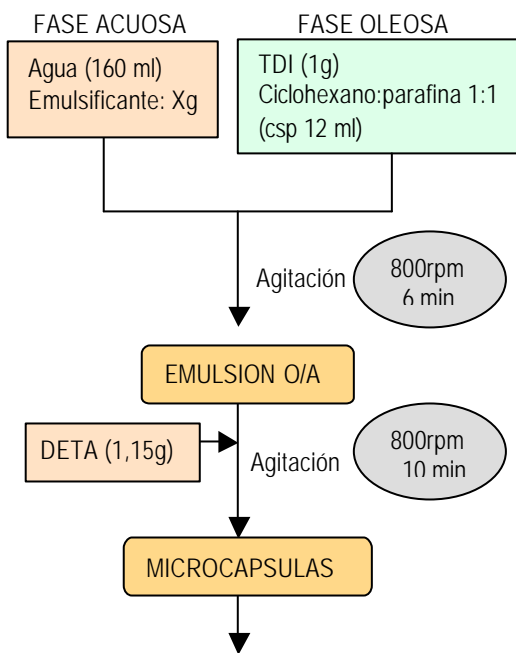 FASE ACUOSA
FASE OLEOSA
Agua (160 ml)
Emulsificante: Xg
TDI (1g)
Ciclohexano:parafina 1:1
(csp 12 ml)
Agitación
800rpm
6 min
EMULSION O/A
DETA (1,15g)
Agitación
800rpm
10 min
MICROCAPSULAS